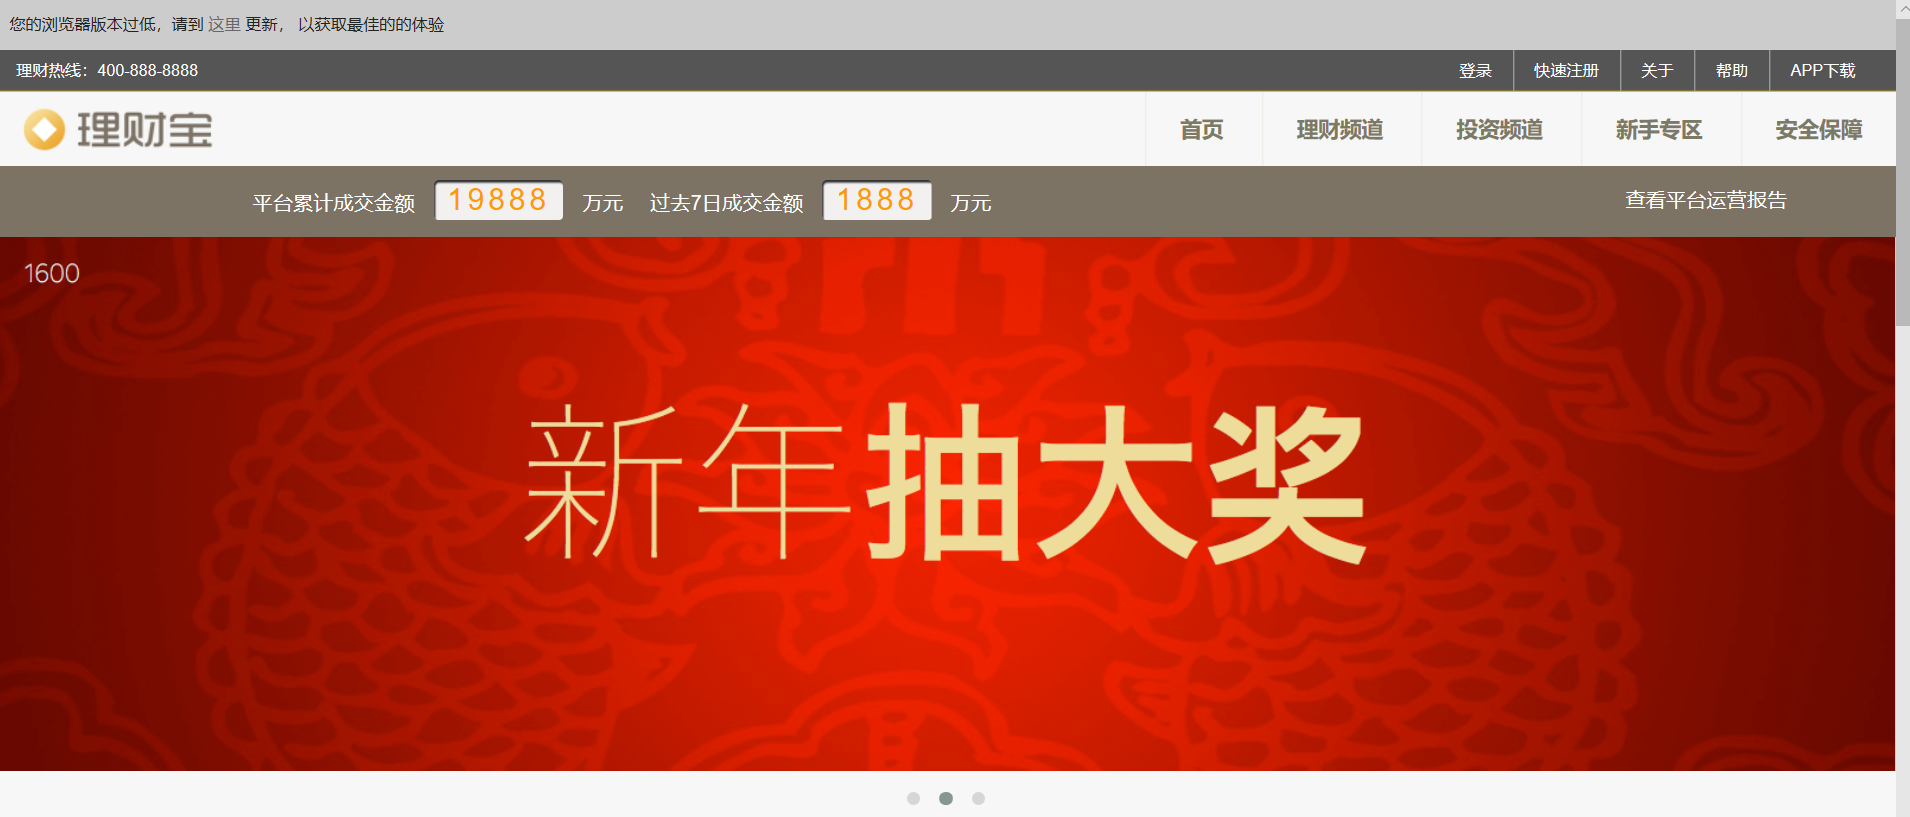 您的浏览器版本过低，请到 这里 更新， 以获取最佳的的体验
理财热线：400-888-8888 登录 快速注册 关于 帮助 APP下载
理财宝 首页 理财频道 投资频道 新手专区 安全保障
平台累计成交金额 19888 万元 过去7日成交金额 1888 万元 查看平台运营报告
1600
新年抽大奖